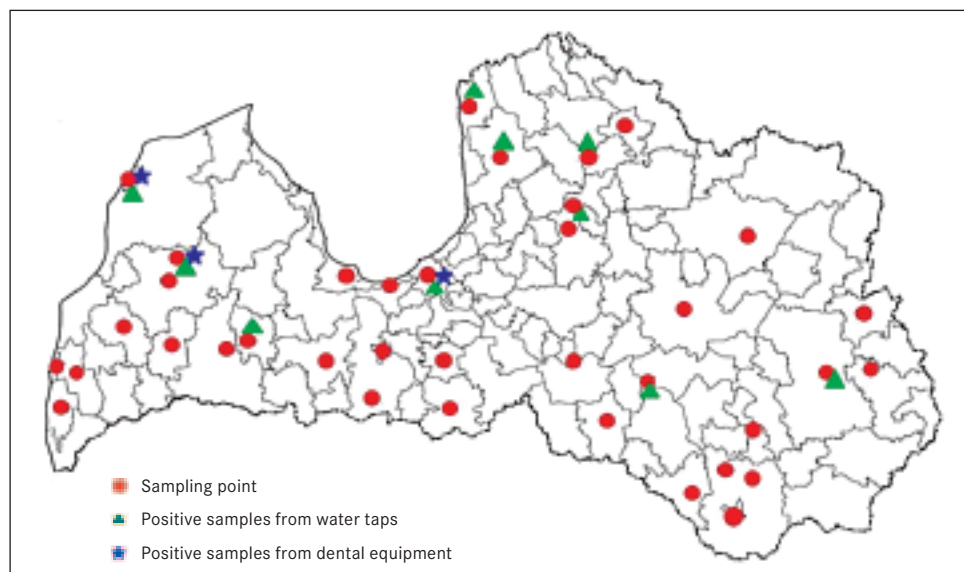 Sampling point
Positive samples from water taps
Positive samples from dental equipment